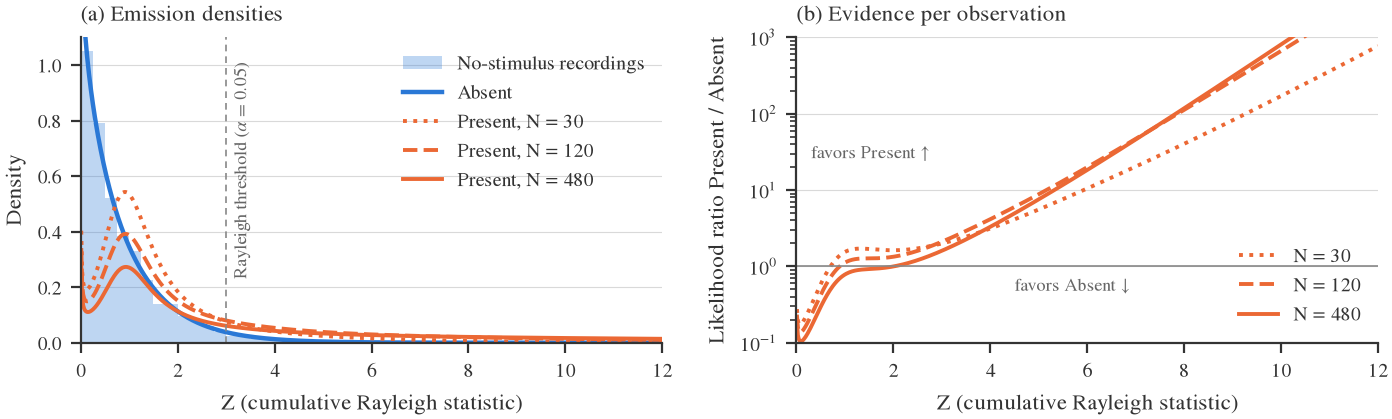 (a) Emission densities
Density
1.0
0.8
0.6
0.4
0.2
0.0
0
2
4
6
8
10
12
Z (cumulative Rayleigh statistic)
Rayleigh threshold (α = 0.05)
No-stimulus recordings
Absent
Present, N = 30
Present, N = 120
Present, N = 480
(b) Evidence per observation
Likelihood ratio Present / Absent
10³
10²
10¹
10⁰
10⁻¹
0
2
4
6
8
10
12
Z (cumulative Rayleigh statistic)
favors Present ↑
favors Absent ↓
N = 30
N = 120
N = 480